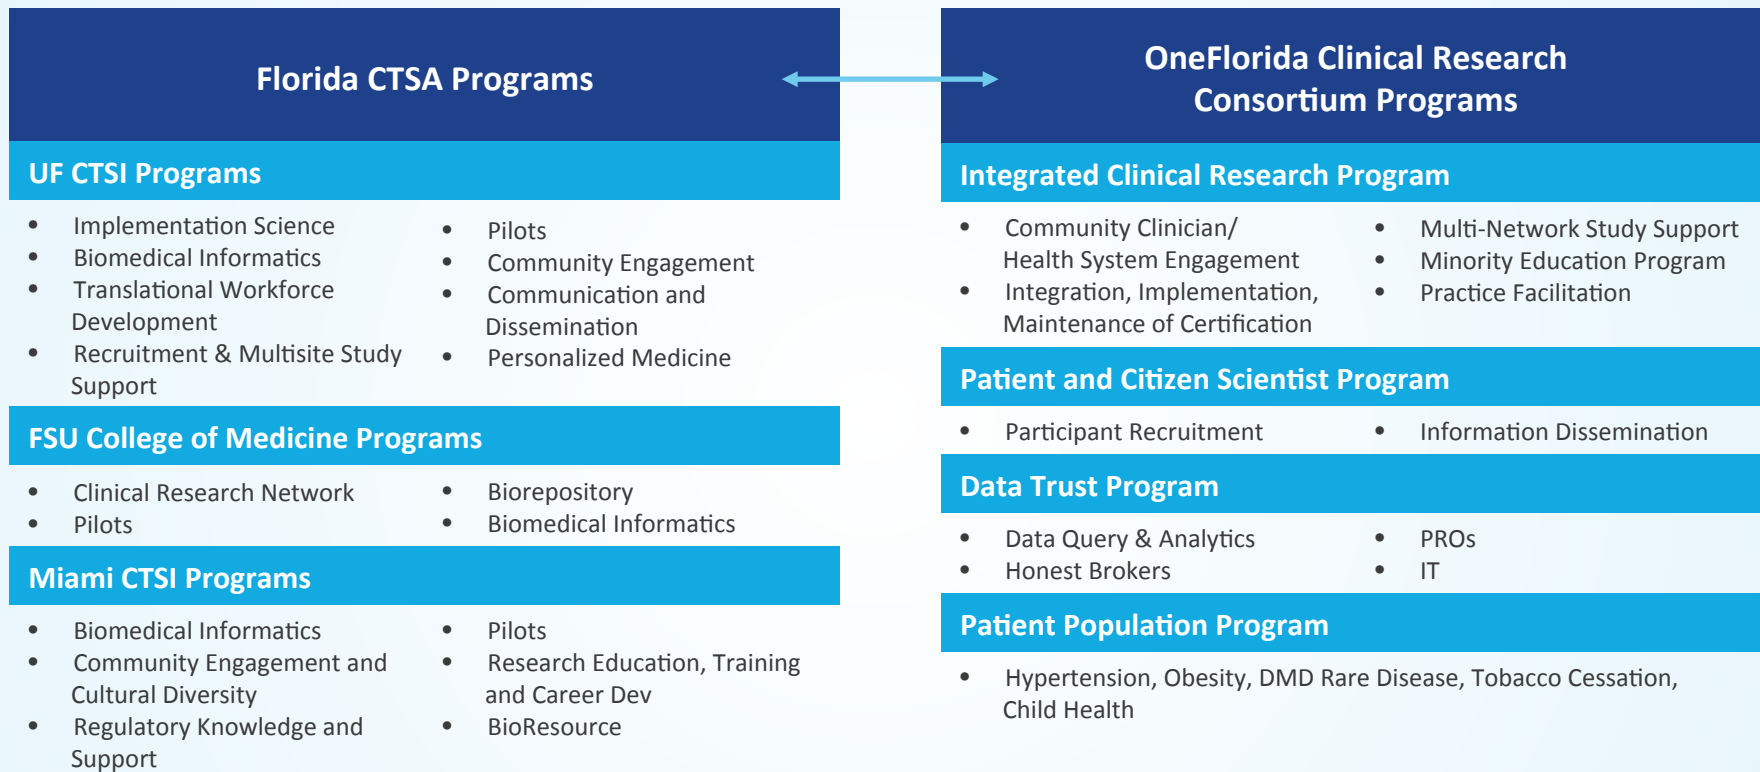 Florida CTSA Programs
UF CTSI Programs
• Implementation Science
• Biomedical Informatics
• Translational Workforce
Development
• Recruitment & Multisite Study
Support
• Pilots
• Community Engagement
• Communication and
Dissemination
• Personalized Medicine
FSU College of Medicine Programs
• Clinical Research Network
• Pilots
• Biorepository
• Biomedical Informatics
Miami CTSI Programs
• Biomedical Informatics
• Community Engagement and
Cultural Diversity
• Regulatory Knowledge and
Support
• Pilots
• Research Education, Training
and Career Dev
• BioResource
OneFlorida Clinical Research
Consortium Programs
Integrated Clinical Research Program
• Community Clinician/
Health System Engagement
• Integration, Implementation,
Maintenance of Certification
• Multi-Network Study Support
• Minority Education Program
• Practice Facilitation
Patient and Citizen Scientist Program
• Participant Recruitment
• Information Dissemination
Data Trust Program
• Data Query & Analytics
• Honest Brokers
• PROs
• IT
Patient Population Program
• Hypertension, Obesity, DMD Rare Disease, Tobacco Cessation,
Child Health